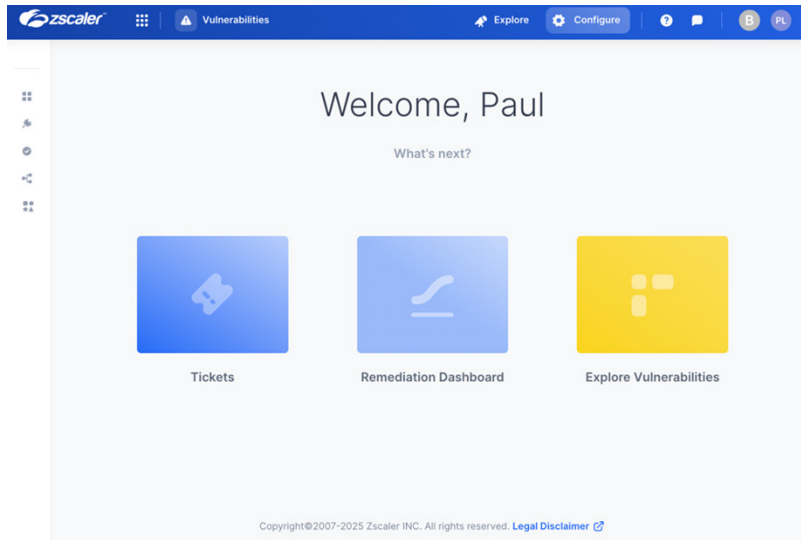 zscaler™ Vulnerabilities Explore Configure ? B PL
Welcome, Paul
What's next?
Tickets Remediation Dashboard Explore Vulnerabilities
Copyright©2007-2025 Zscaler INC. All rights reserved. Legal Disclaimer